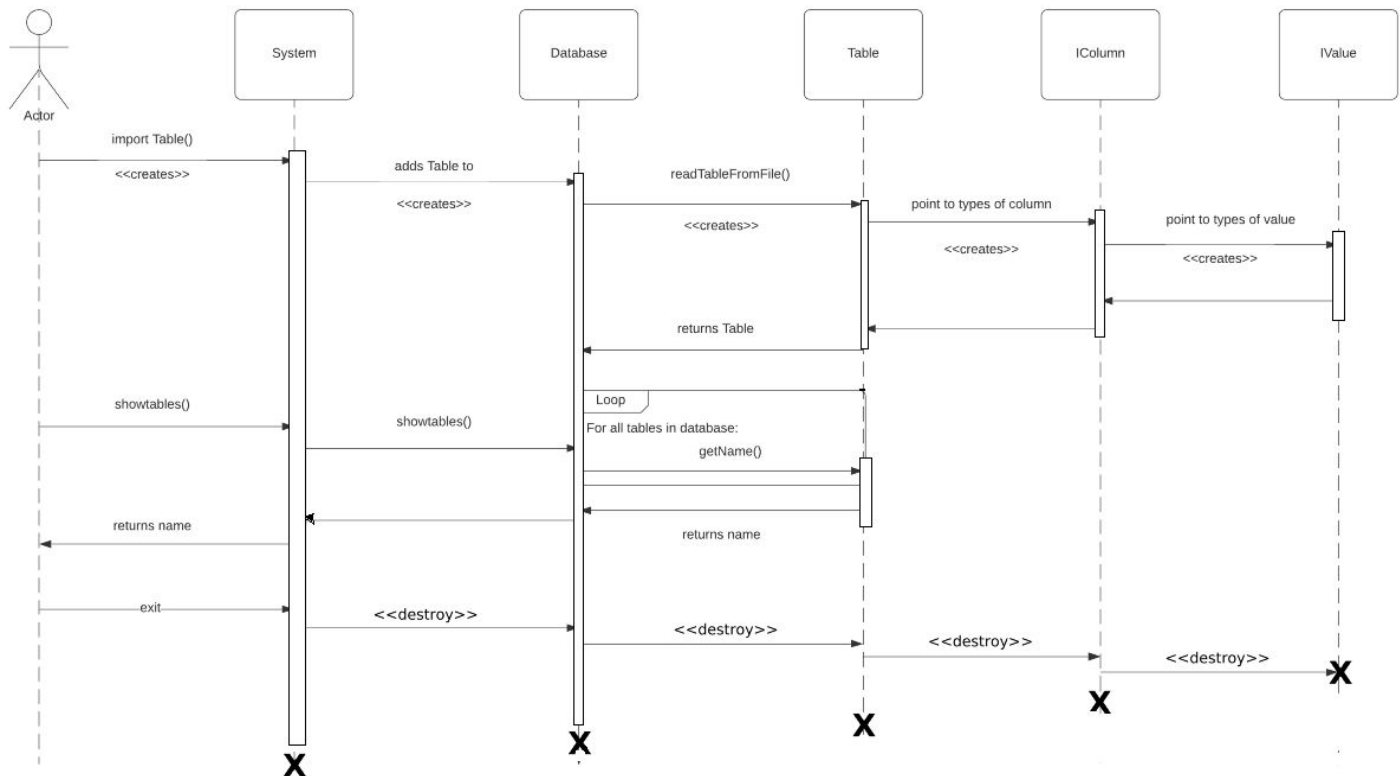 System
Database
Table
IColumn
IValue
Actor
import Table()
<<creates>>
adds Table to
<<creates>>
readTableFromFile()
<<creates>>
point to types of column
<<creates>>
point to types of value
<<creates>>
returns Table
Loop
For all tables in database:
showtables()
showtables()
getName()
returns name
returns name
exit
<<destroy>>
<<destroy>>
<<destroy>>
<<destroy>>
X
X
X
X
X